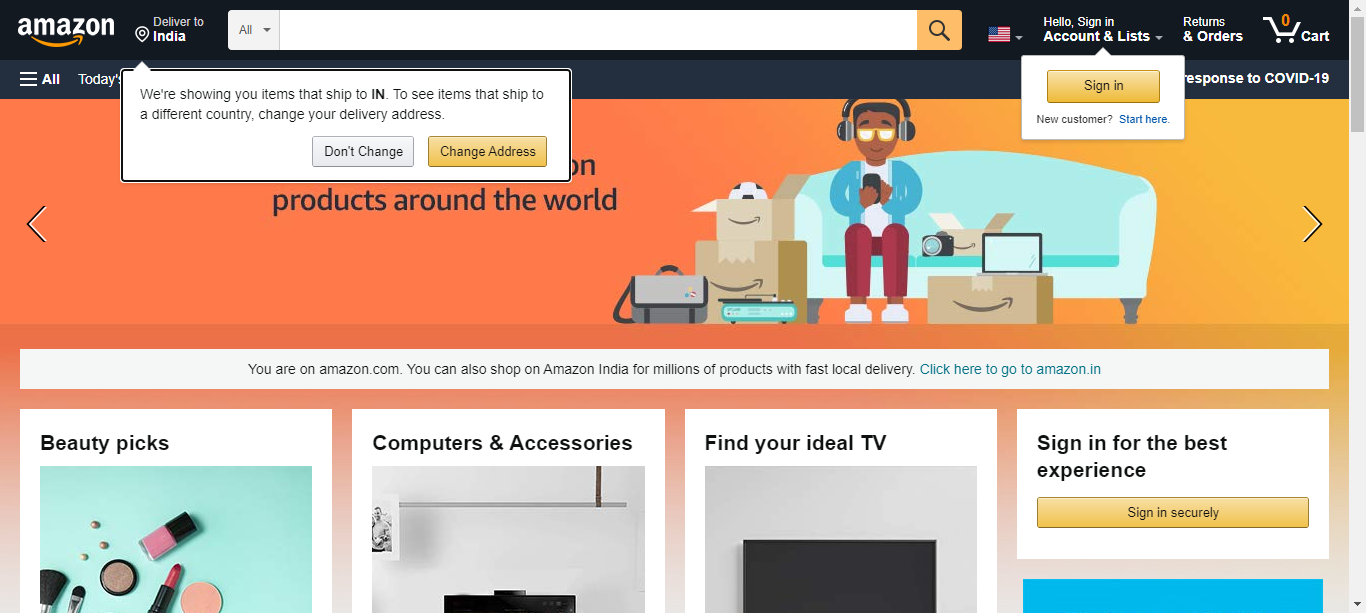 amazon
Deliver to
India
All
Hello, Sign in
Account & Lists
Returns
& Orders
0
Cart
All
Today's
response to COVID-19
We're showing you items that ship to IN. To see items that ship to
a different country, change your delivery address.
Don't Change
Change Address
Sign in
New customer? Start here.
on
products around the world
You are on amazon.com. You can also shop on Amazon India for millions of products with fast local delivery. Click here to go to amazon.in
Beauty picks
Computers & Accessories
Find your ideal TV
Sign in for the best
experience
Sign in securely